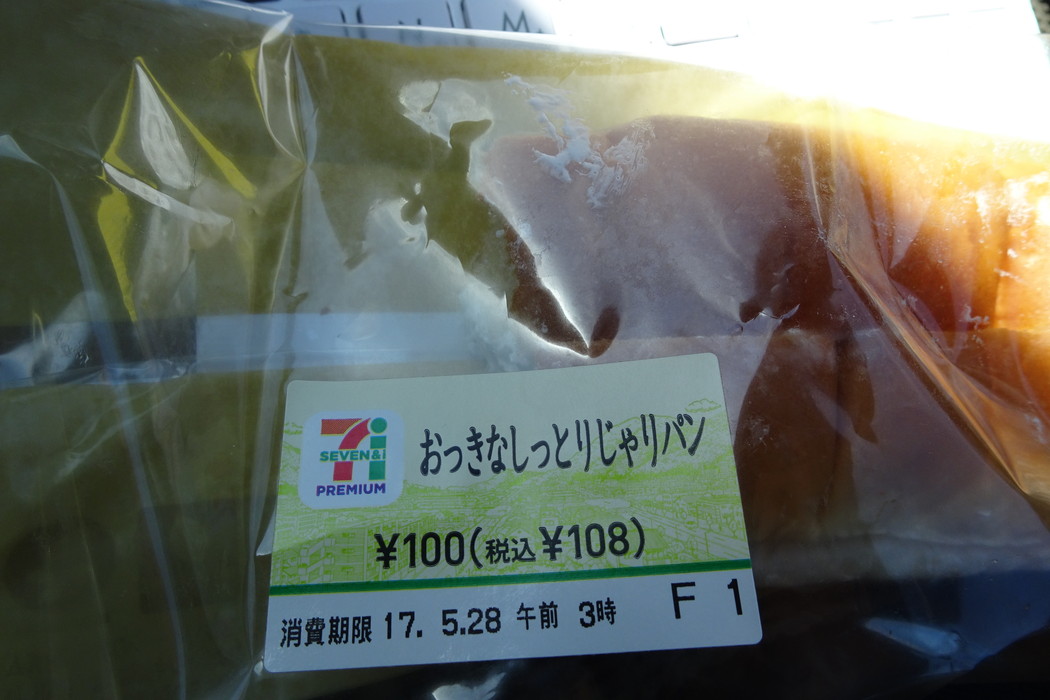 7i
SEVEN&i
PREMIUM
おっきなしっとりじゃりパン
¥100(税込¥108)
消費期限 17. 5.28 午前 3時
F 1